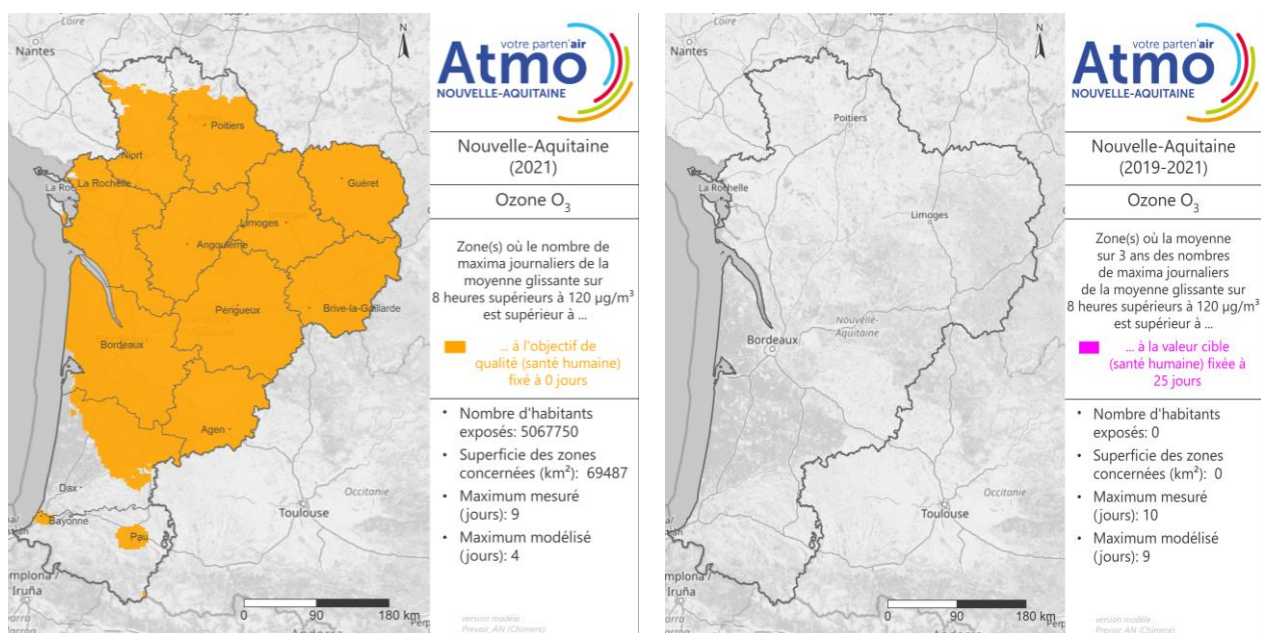 Loire
Nantes
Poitiers
Niort
La Rochelle
Guéret
Limoges
Angoulême
Périgueux
Brive-la-Gaillarde
Bordeaux
Agen
Dax
Bayonne
Pau
Occitanie
Toulouse
Iruña
Andorra
N
0 90 180 km
votre parten'air
Atmo
NOUVELLE-AQUITAINE
Nouvelle-Aquitaine
(2021)
Ozone O₃
Zone(s) où le nombre de
maxima journaliers de la
moyenne glissante sur
8 heures supérieurs à 120 µg/m³
est supérieur à ...
... à l'objectif de
qualité (santé humaine)
fixé à 0 jours
• Nombre d'habitants
exposés: 5067750
• Superficie des zones
concernées (km²): 69487
• Maximum mesuré
(jours): 9
• Maximum modélisé
(jours): 4
version modèle :
Prevair_AN (Chimere)
Loire
Nantes
Poitiers
La Rochelle
Limoges
Nouvelle-
Aquitaine
Bordeaux
Occitanie
Toulouse
Iruña
Andorra
N
0 90 180 km
votre parten'air
Atmo
NOUVELLE-AQUITAINE
Nouvelle-Aquitaine
(2019-2021)
Ozone O₃
Zone(s) où la moyenne
sur 3 ans des nombres
de maxima journaliers
de la moyenne glissante sur
8 heures supérieurs à 120 µg/m³
est supérieur à ...
... à la valeur cible
(santé humaine) fixée à
25 jours
• Nombre d'habitants
exposés: 0
• Superficie des zones
concernées (km²): 0
• Maximum mesuré
(jours): 10
• Maximum modélisé
(jours): 9
version modèle :
Prevair_AN (Chimere)